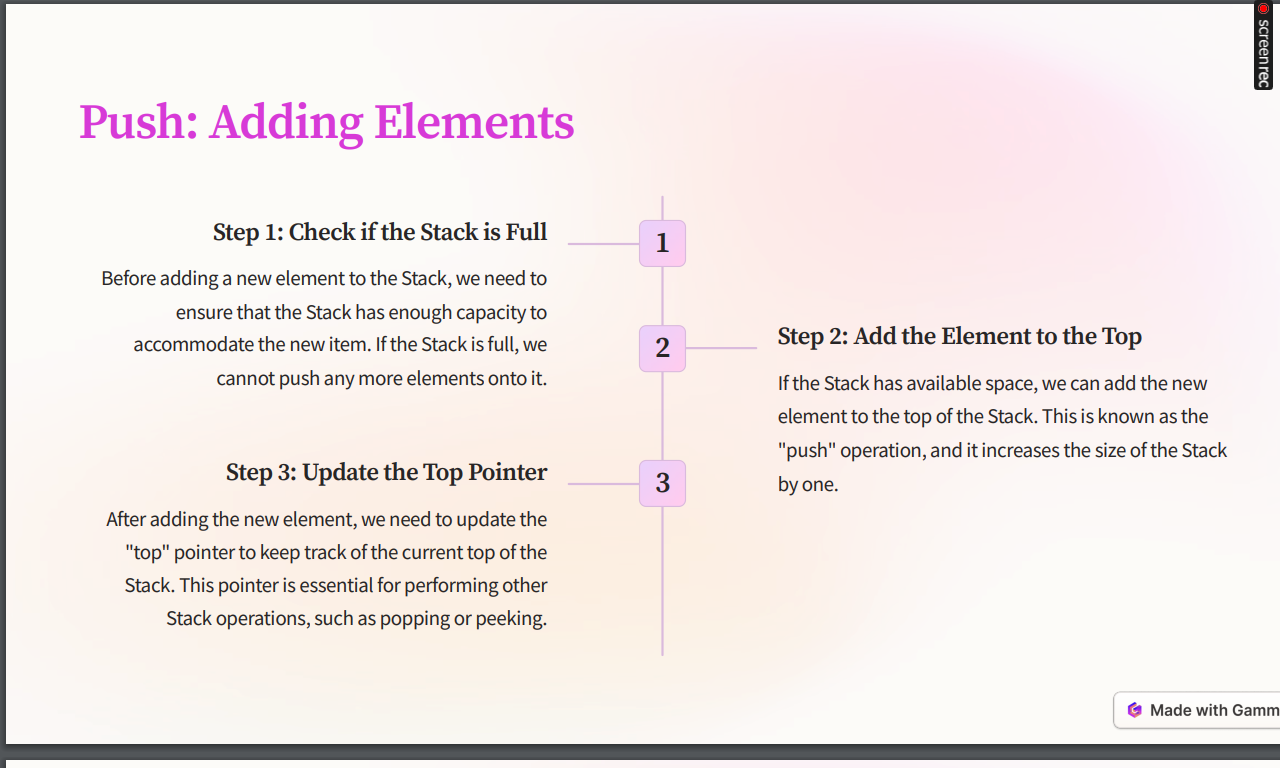 screenrec
Push: Adding Elements
Step 1: Check if the Stack is Full
Before adding a new element to the Stack, we need to
ensure that the Stack has enough capacity to
accommodate the new item. If the Stack is full, we
cannot push any more elements onto it.
1
2
Step 2: Add the Element to the Top
If the Stack has available space, we can add the new
element to the top of the Stack. This is known as the
"push" operation, and it increases the size of the Stack
by one.
Step 3: Update the Top Pointer
After adding the new element, we need to update the
"top" pointer to keep track of the current top of the
Stack. This pointer is essential for performing other
Stack operations, such as popping or peeking.
3
Made with Gamm